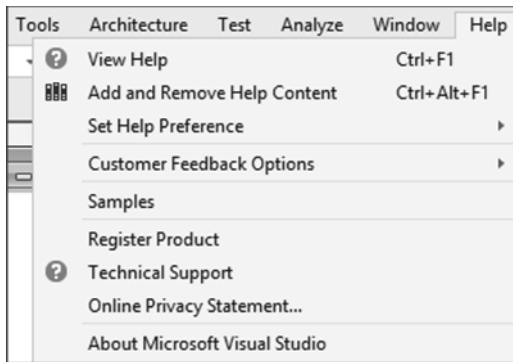 Tools Architecture Test Analyze Window Help
View Help Ctrl+F1
Add and Remove Help Content Ctrl+Alt+F1
Set Help Preference
Customer Feedback Options
Samples
Register Product
Technical Support
Online Privacy Statement...
About Microsoft Visual Studio